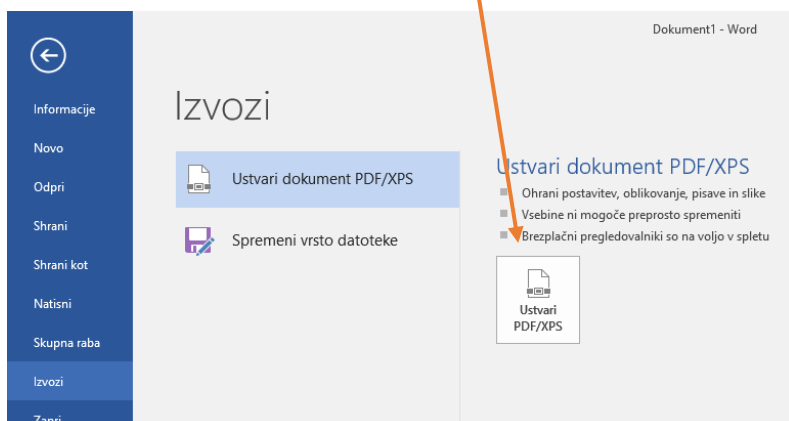 Dokument1 - Word
Informacije
Novo
Odpri
Shrani
Shrani kot
Natisni
Skupna raba
Izvozi
Zapri
Izvozi
Ustvari dokument PDF/XPS
Spremeni vrsto datoteke
Ustvari dokument PDF/XPS
Ohrani postavitev, oblikovanje, pisave in slike
Vsebine ni mogoče preprosto spremeniti
Brezplačni pregledovalniki so na voljo v spletu
Ustvari
PDF/XPS